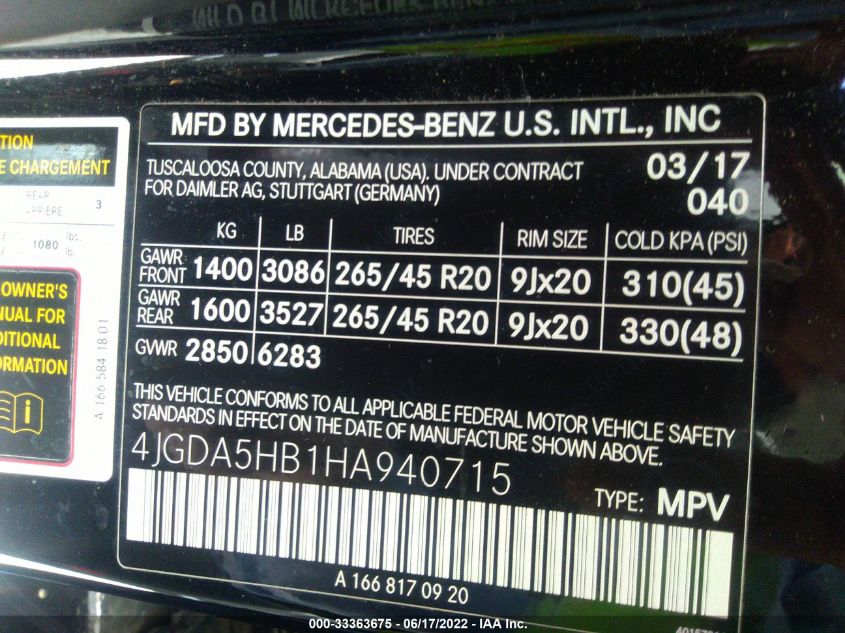 MFD BY MERCEDES-BENZ U.S. INTL., INC
TUSCALOOSA COUNTY, ALABAMA (USA). UNDER CONTRACT
FOR DAIMLER AG, STUTTGART (GERMANY)
03/17
040
KG LB TIRES RIM SIZE COLD KPA (PSI)
GAWR FRONT 1400 3086 265/45 R20 9Jx20 310(45)
GAWR REAR 1600 3527 265/45 R20 9Jx20 330(48)
GVWR 2850 6283
THIS VEHICLE CONFORMS TO ALL APPLICABLE FEDERAL MOTOR VEHICLE SAFETY
STANDARDS IN EFFECT ON THE DATE OF MANUFACTURE SHOWN ABOVE.
4JGDA5HB1HA940715
TYPE: MPV
A 166 817 09 20
CHARGEMENT
3
1080
OWNER'S
FOR
A 166 584 18 01
000-33363675 - 06/17/2022 - IAA Inc.